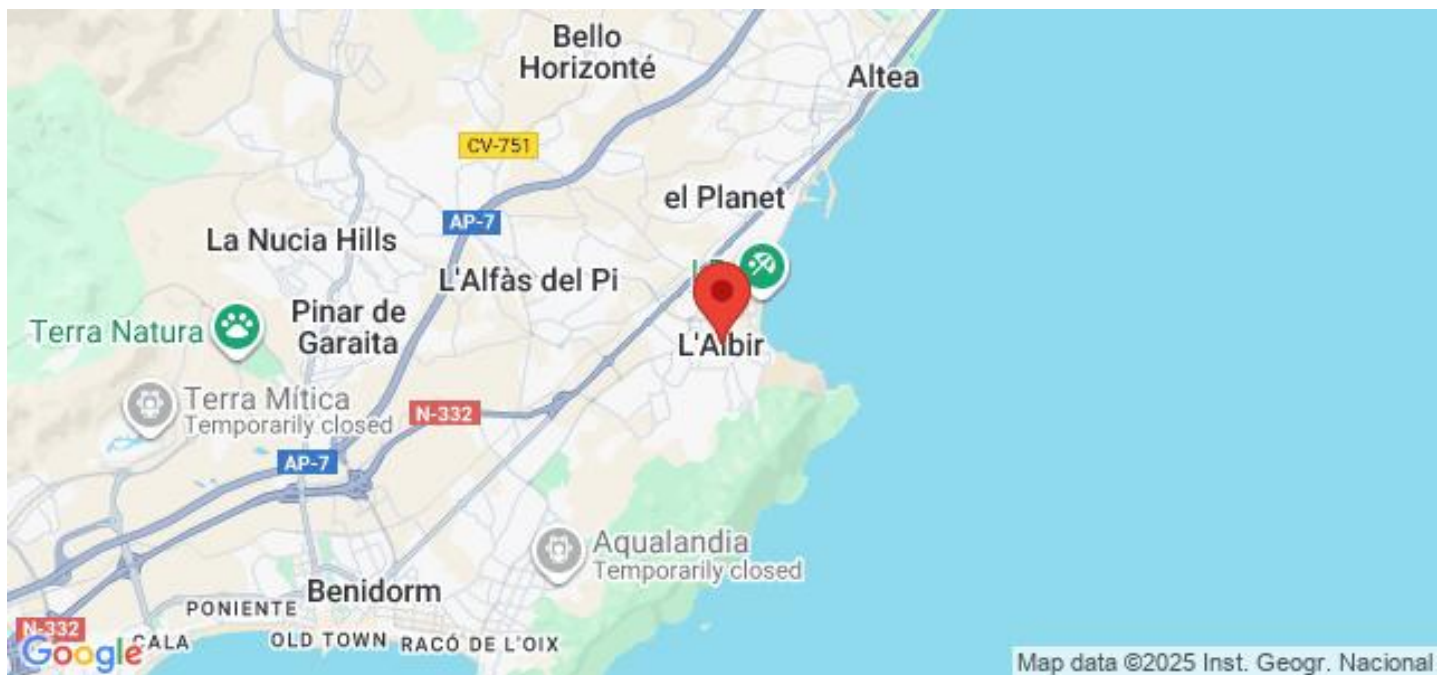 Bello
Horizonté
Altea
CV-751
el Planet
AP-7
La Nucia Hills
L'Alfàs del Pi
Pinar de
Garaita
Terra Natura
L'Albir
Terra Mítica
Temporarily closed
N-332
AP-7
Aqualandia
Temporarily closed
Benidorm
PONIENTE
N-332
CALA
OLD TOWN
RACÓ DE L'OIX
Google
Map data ©2025 Inst. Geogr. Nacional